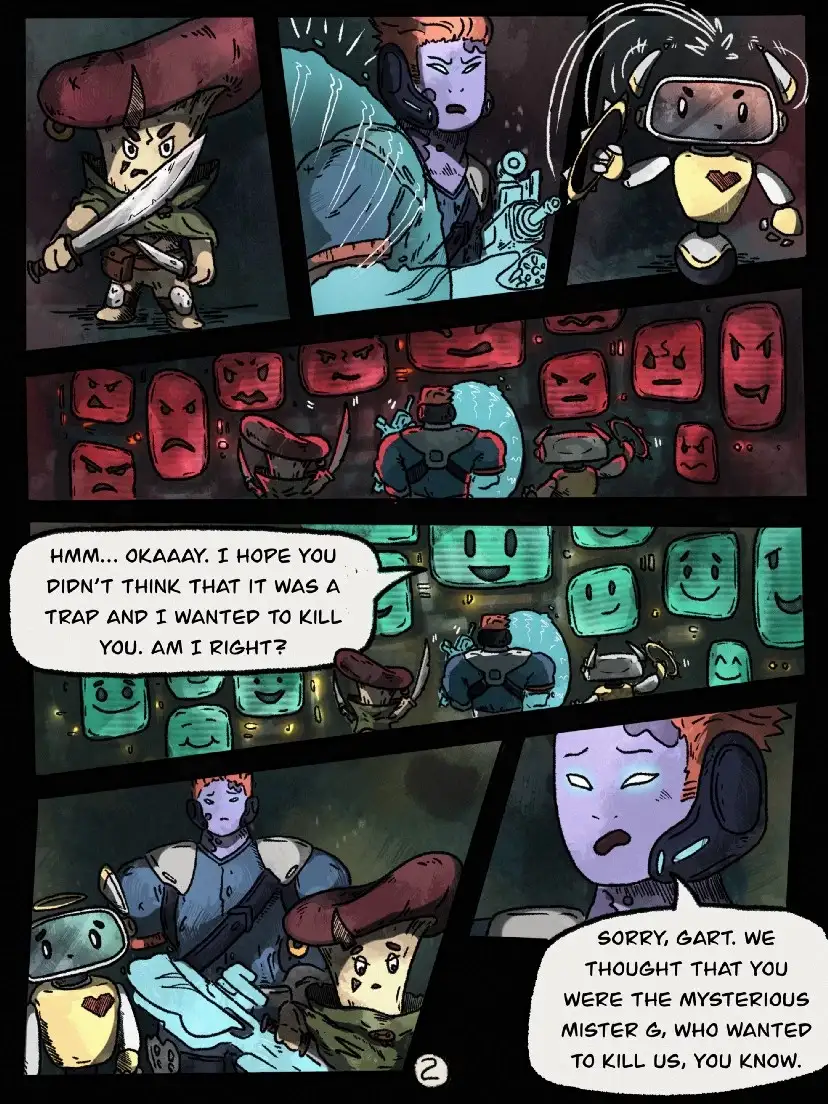 HMM... OKAAAY. I HOPE YOU
DIDN'T THINK THAT IT WAS A
TRAP AND I WANTED TO KILL
YOU. AM I RIGHT?
SORRY, GART. WE
THOUGHT THAT YOU
WERE THE MYSTERIOUS
MISTER G, WHO WANTED
TO KILL US, YOU KNOW.
2